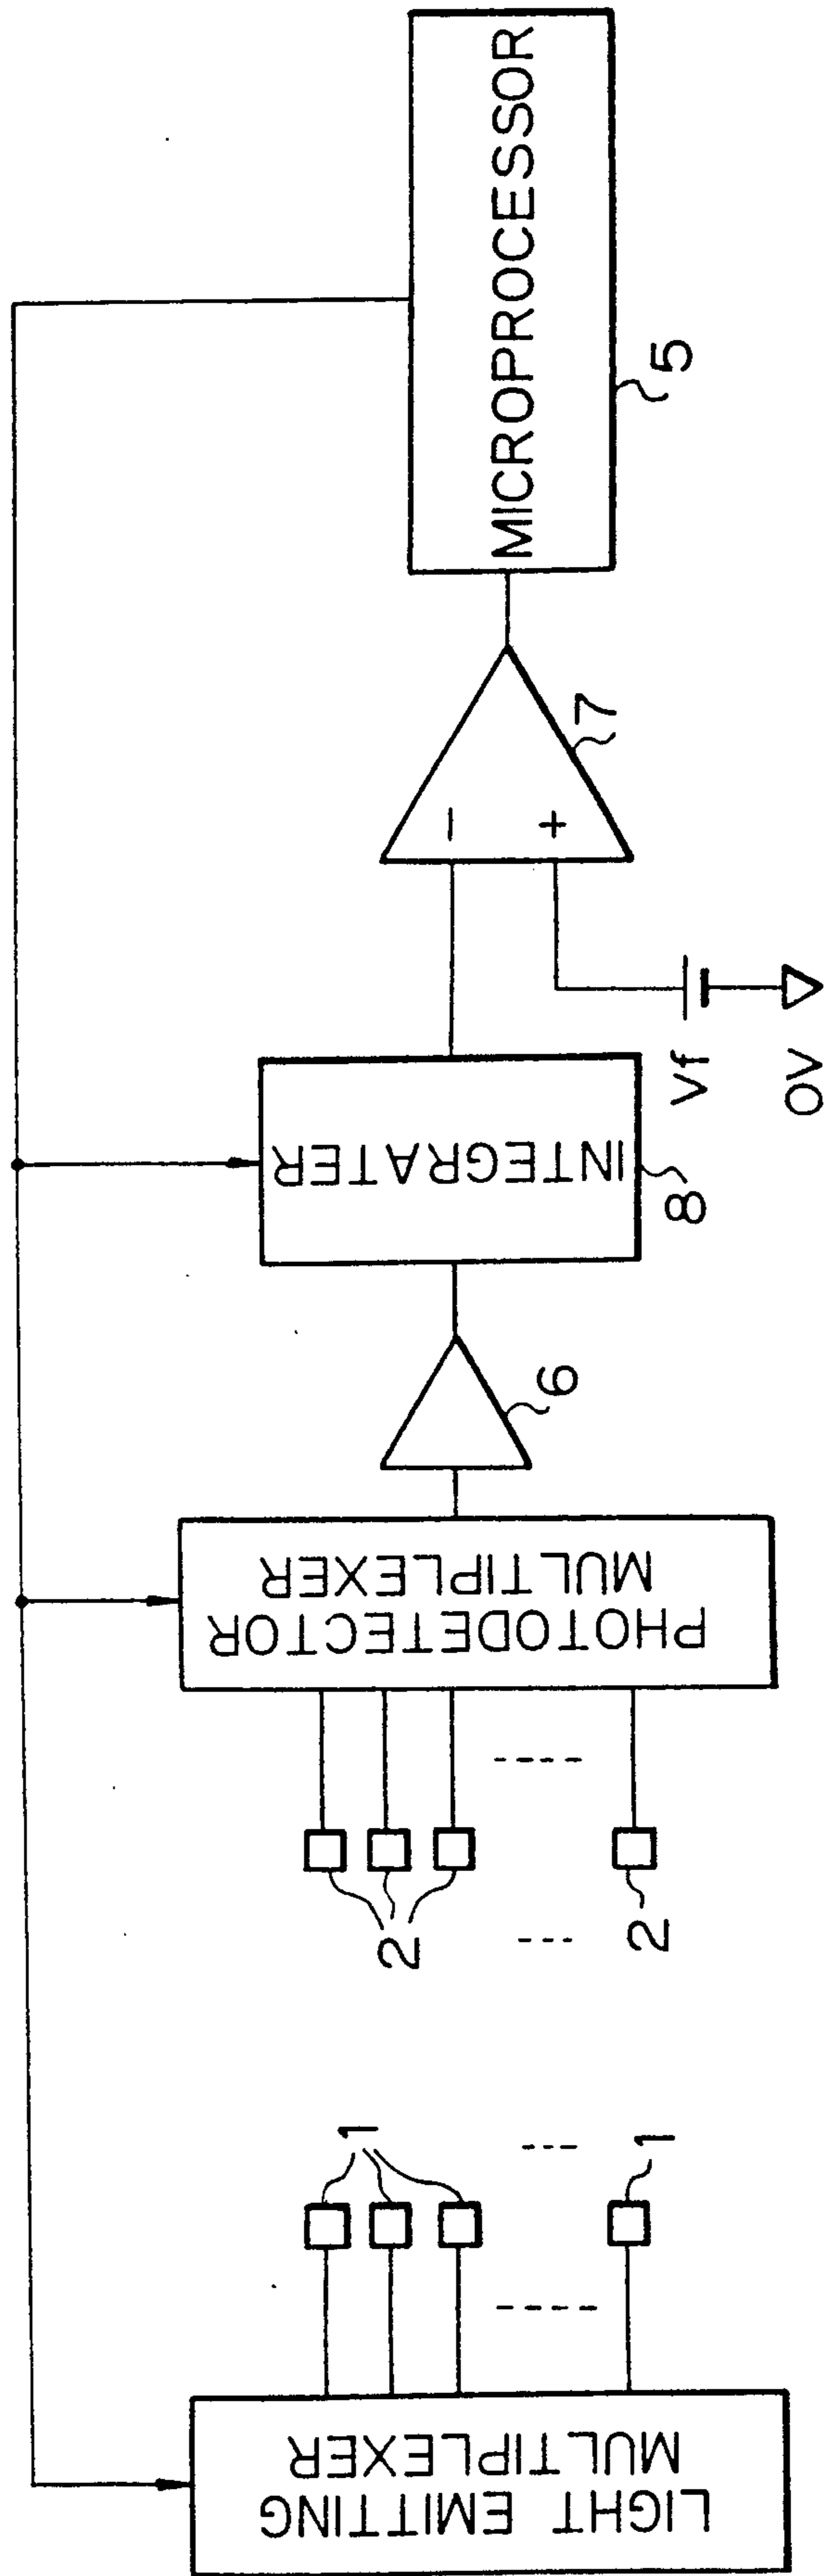 LIGHT EMITTING
MULTIPLEXER
1
1
2
2
PHOTODETECTOR
MULTIPLEXER
6
INTEGRATER
8
Vf
0V
−
+
7
MICROPROCESSOR
5